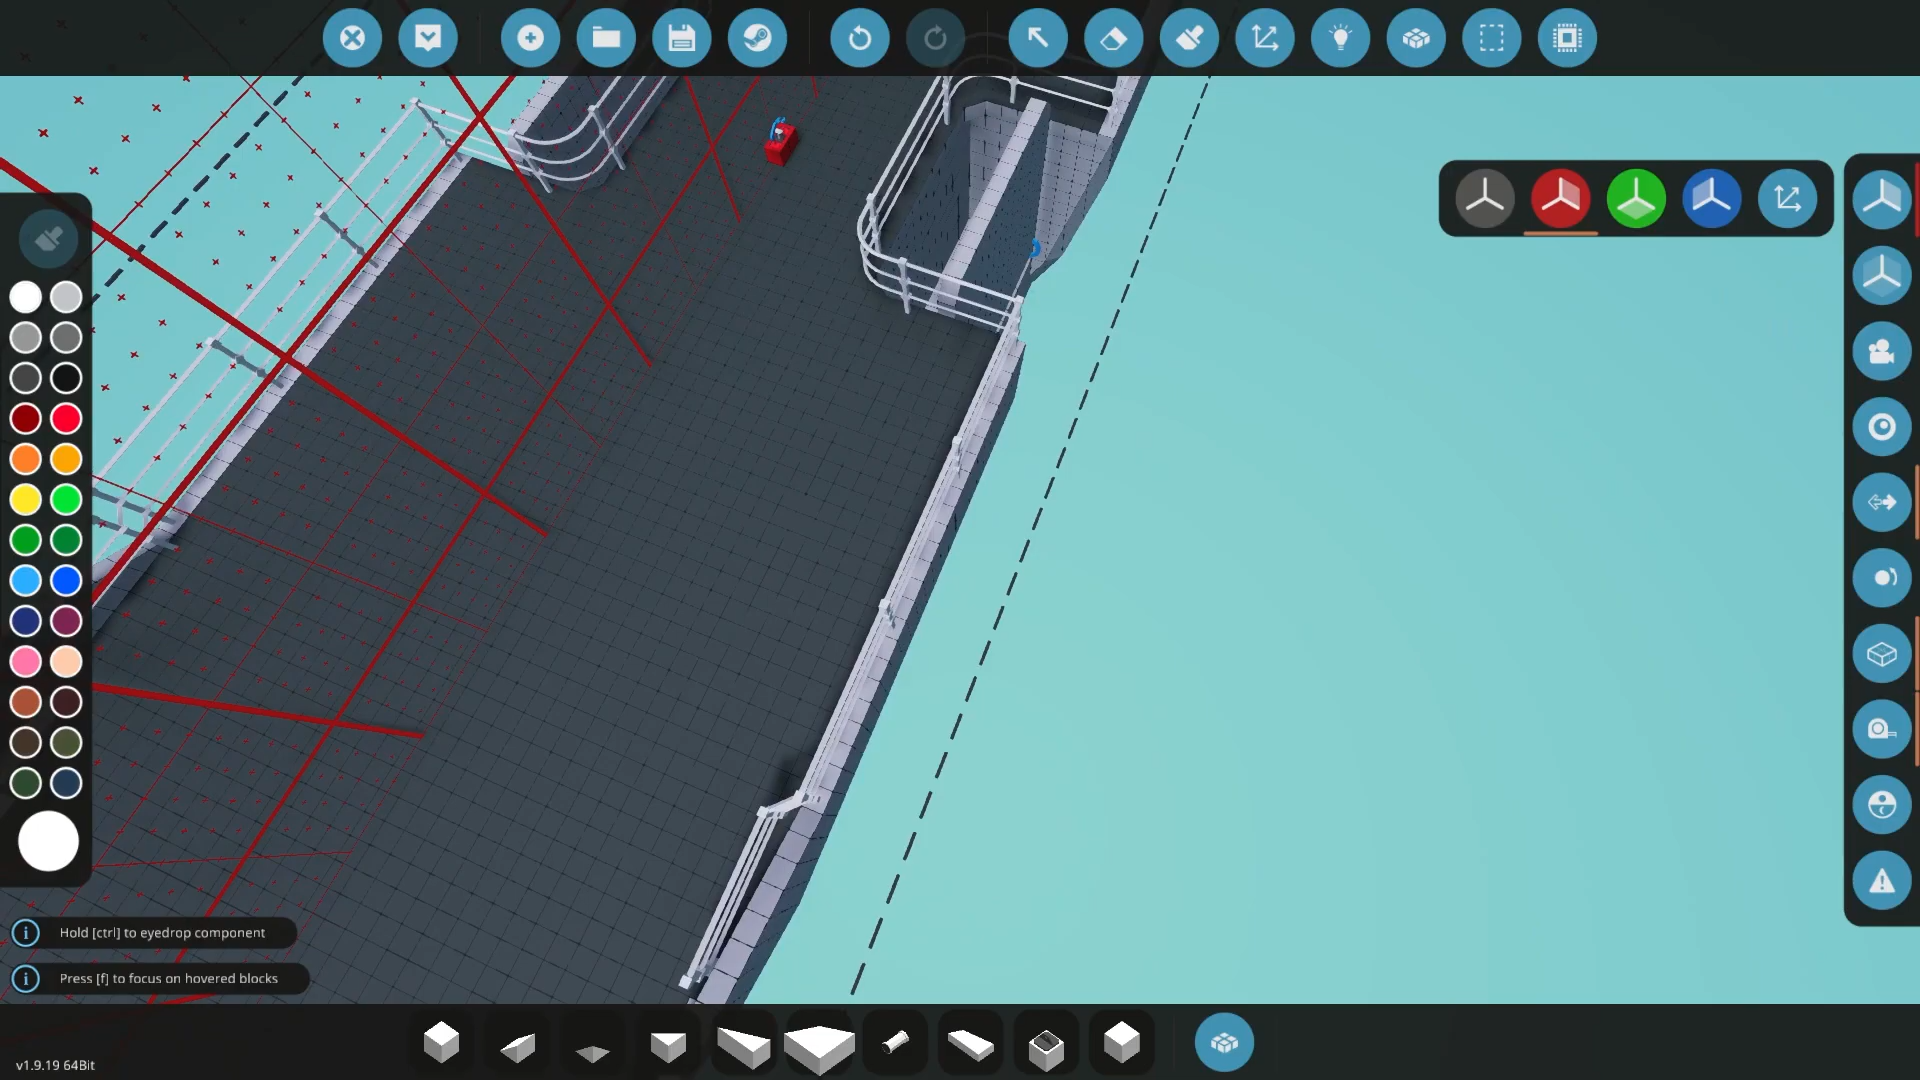 Hold [ctrl] to eyedrop component
Press [f] to focus on hovered blocks
v1.9.19 64Bit